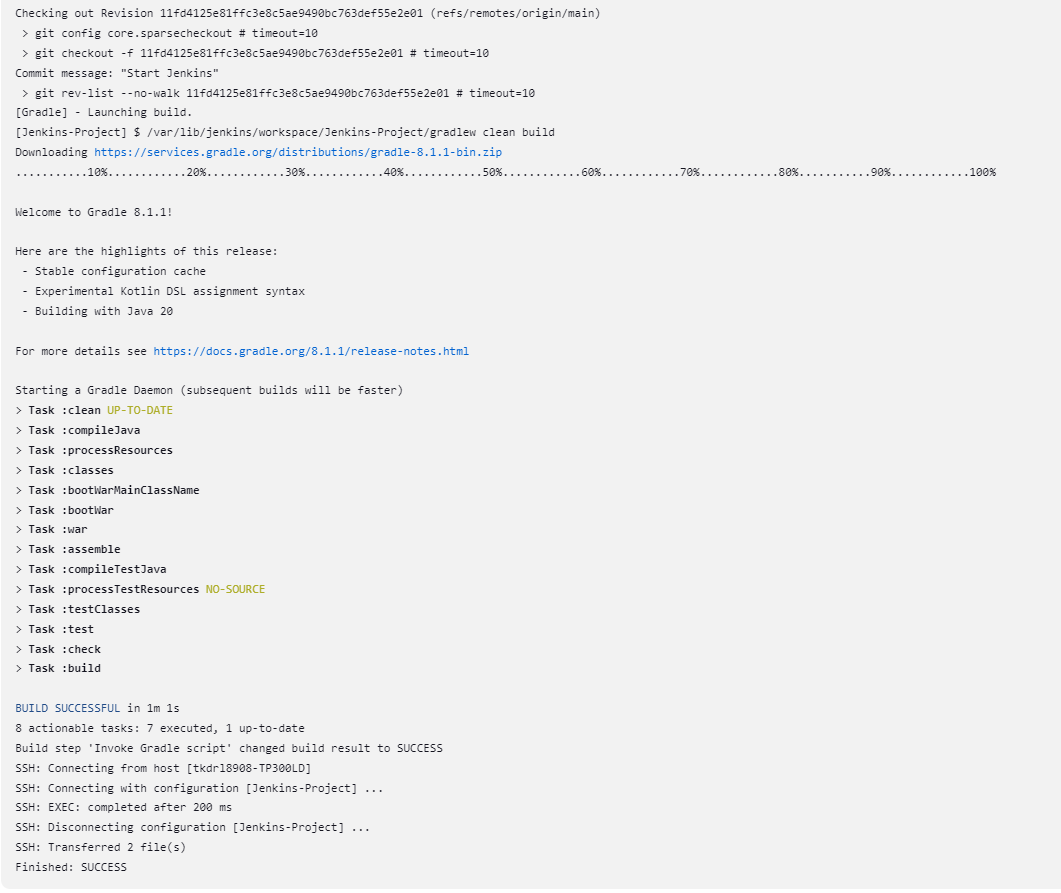 Checking out Revision 11fd4125e81ffc3e8c5ae9490bc763def55e2e01 (refs/remotes/origin/main)
> git config core.sparsecheckout # timeout=10
> git checkout -f 11fd4125e81ffc3e8c5ae9490bc763def55e2e01 # timeout=10
Commit message: "Start Jenkins"
> git rev-list --no-walk 11fd4125e81ffc3e8c5ae9490bc763def55e2e01 # timeout=10
[Gradle] - Launching build.
[Jenkins-Project] $ /var/lib/jenkins/workspace/Jenkins-Project/gradlew clean build
Downloading https://services.gradle.org/distributions/gradle-8.1.1-bin.zip
...........10%............20%............30%............40%............50%............60%............70%............80%...........90%............100%
Welcome to Gradle 8.1.1!
Here are the highlights of this release:
- Stable configuration cache
- Experimental Kotlin DSL assignment syntax
- Building with Java 20
For more details see https://docs.gradle.org/8.1.1/release-notes.html
Starting a Gradle Daemon (subsequent builds will be faster)
> Task :clean UP-TO-DATE
> Task :compileJava
> Task :processResources
> Task :classes
> Task :bootWarMainClassName
> Task :bootWar
> Task :war
> Task :assemble
> Task :compileTestJava
> Task :processTestResources NO-SOURCE
> Task :testClasses
> Task :test
> Task :check
> Task :build
BUILD SUCCESSFUL in 1m 1s
8 actionable tasks: 7 executed, 1 up-to-date
Build step 'Invoke Gradle script' changed build result to SUCCESS
SSH: Connecting from host [tkdrl8908-TP300LD]
SSH: Connecting with configuration [Jenkins-Project] ...
SSH: EXEC: completed after 200 ms
SSH: Disconnecting configuration [Jenkins-Project] ...
SSH: Transferred 2 file(s)
Finished: SUCCESS